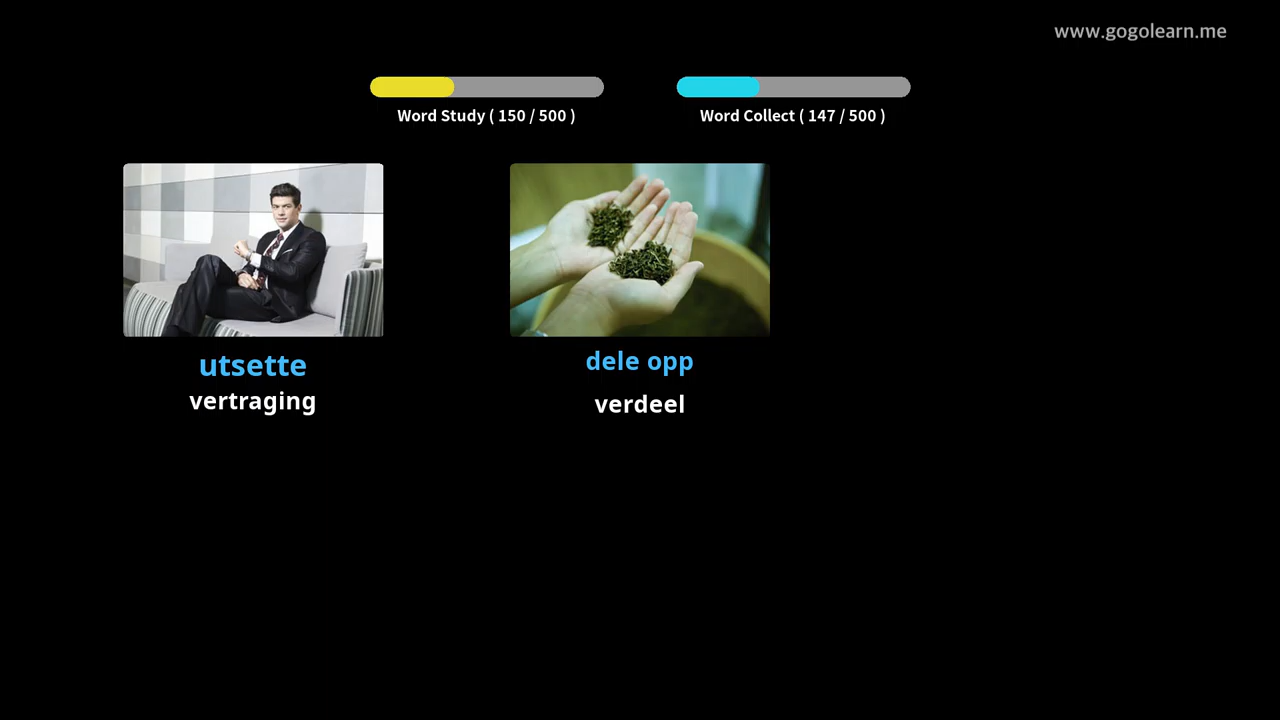 www.gogolearn.me
Word Study ( 150 / 500 )
Word Collect ( 147 / 500 )
utsette
vertraging
dele opp
verdeel